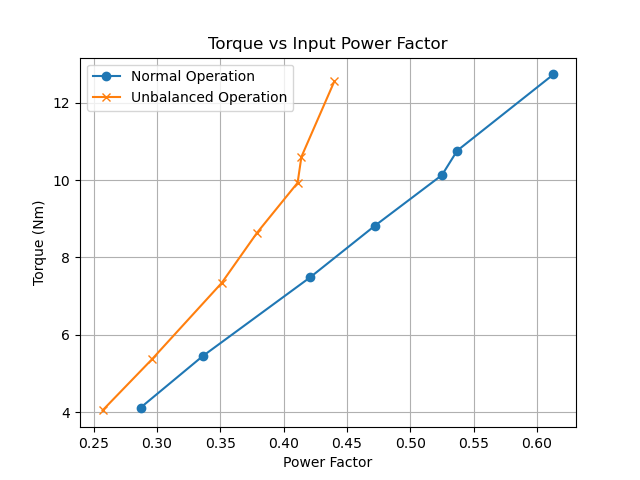 Torque vs Input Power Factor
Normal Operation
Unbalanced Operation
Torque (Nm)
12
10
8
6
4
0.25 0.30 0.35 0.40 0.45 0.50 0.55 0.60
Power Factor